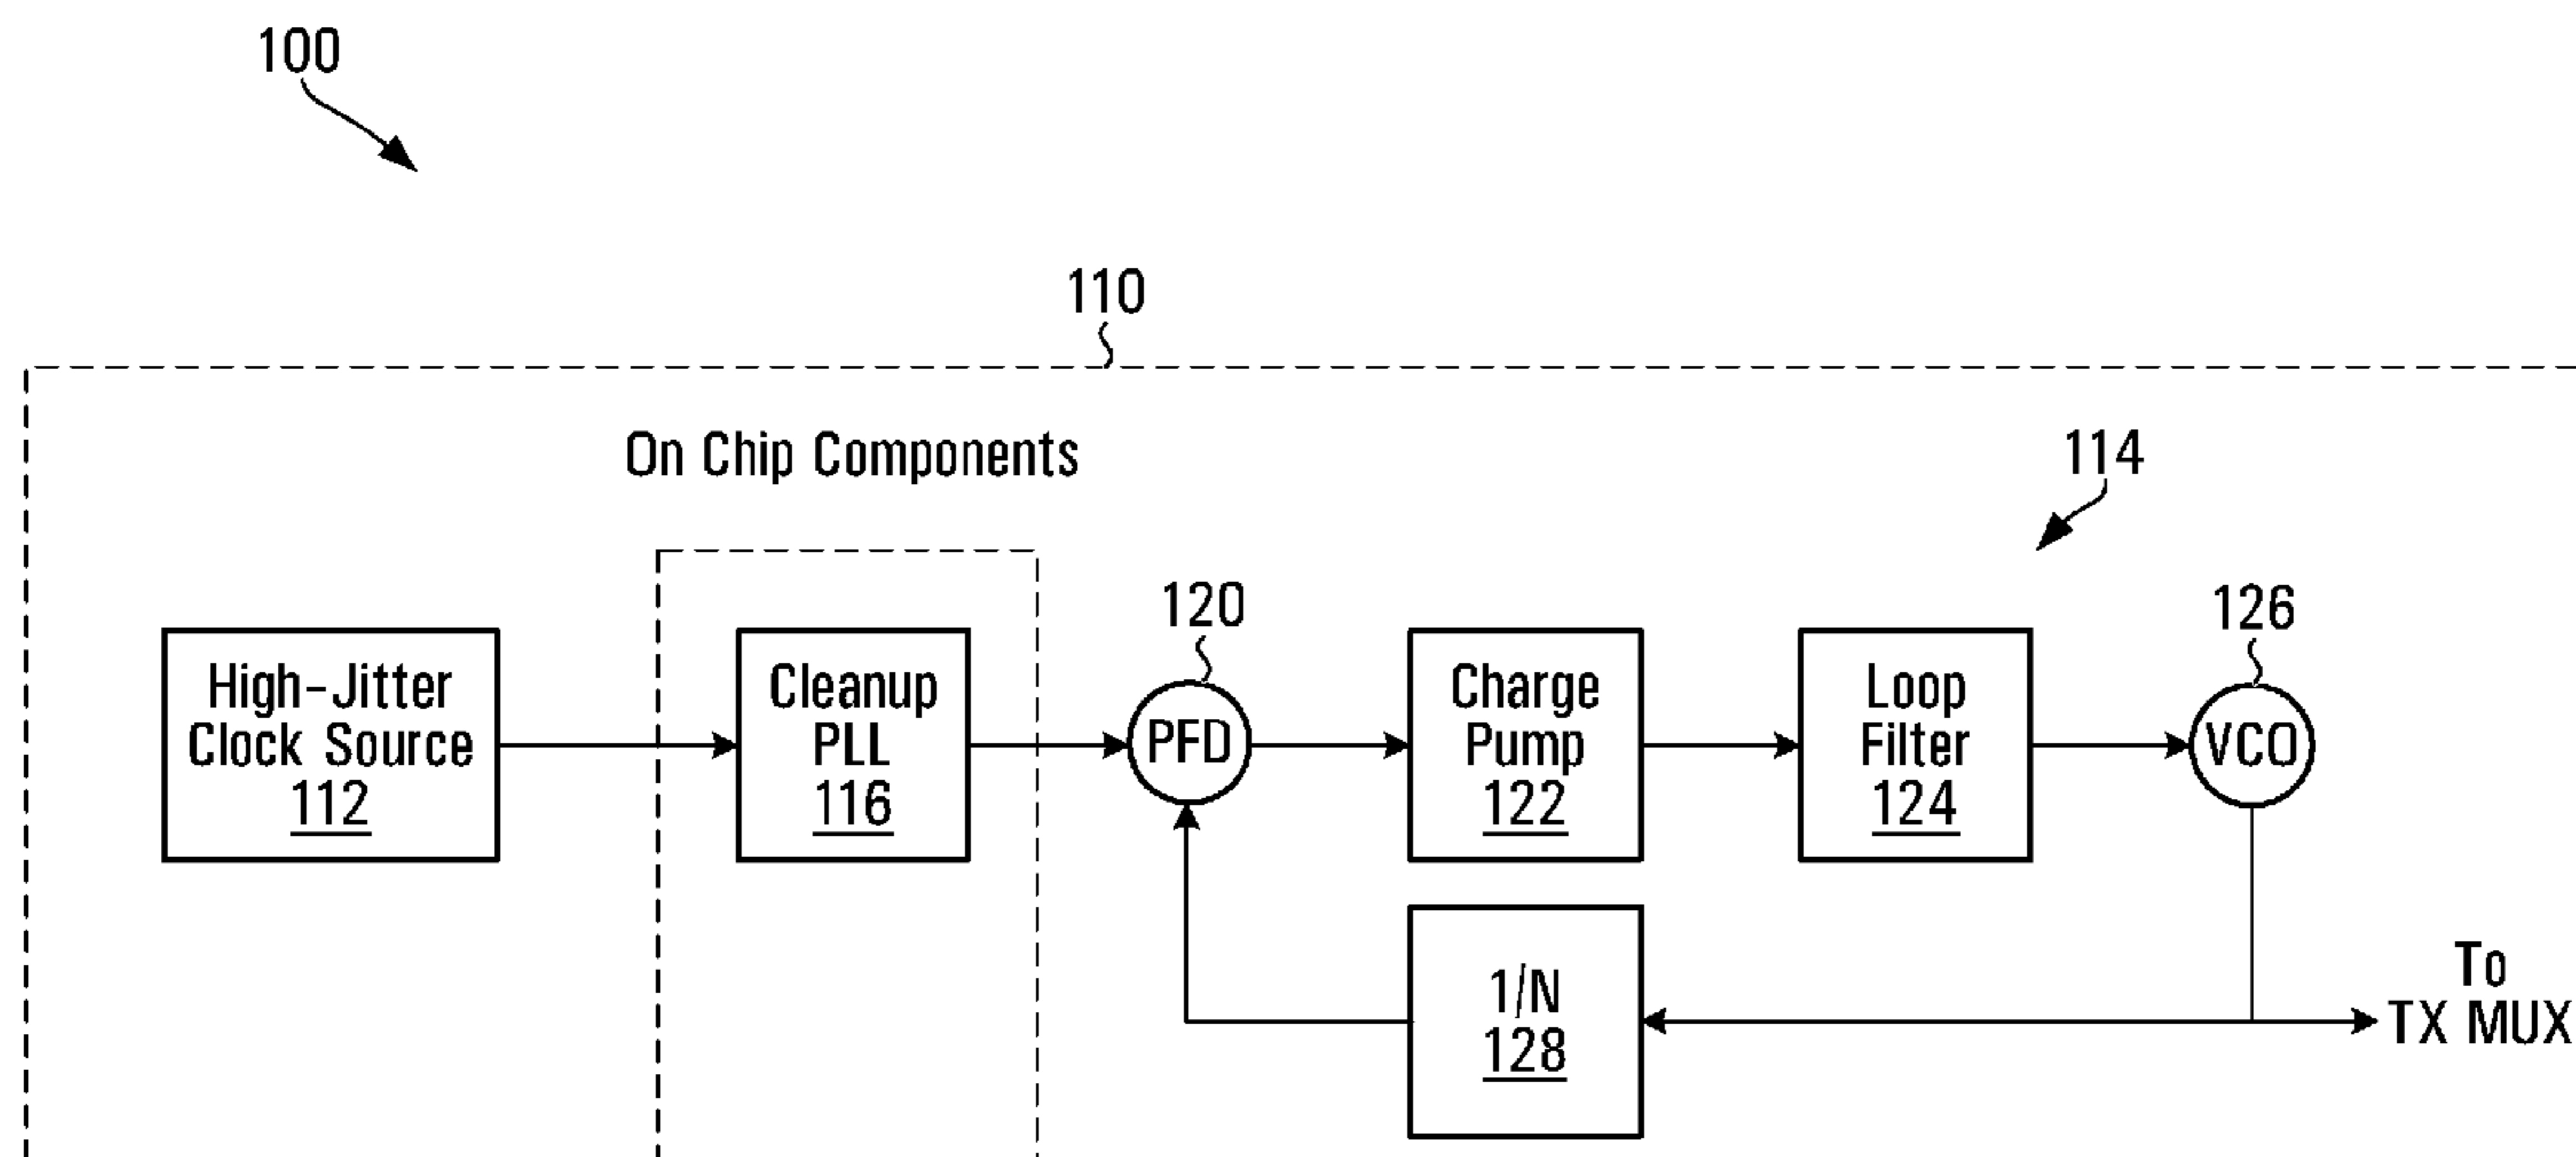 100
110
On Chip Components
114
120
126
High-Jitter
Clock Source
112
Cleanup
PLL
116
PFD
Charge
Pump
122
Loop
Filter
124
VCO
1/N
128
To
TX MUX